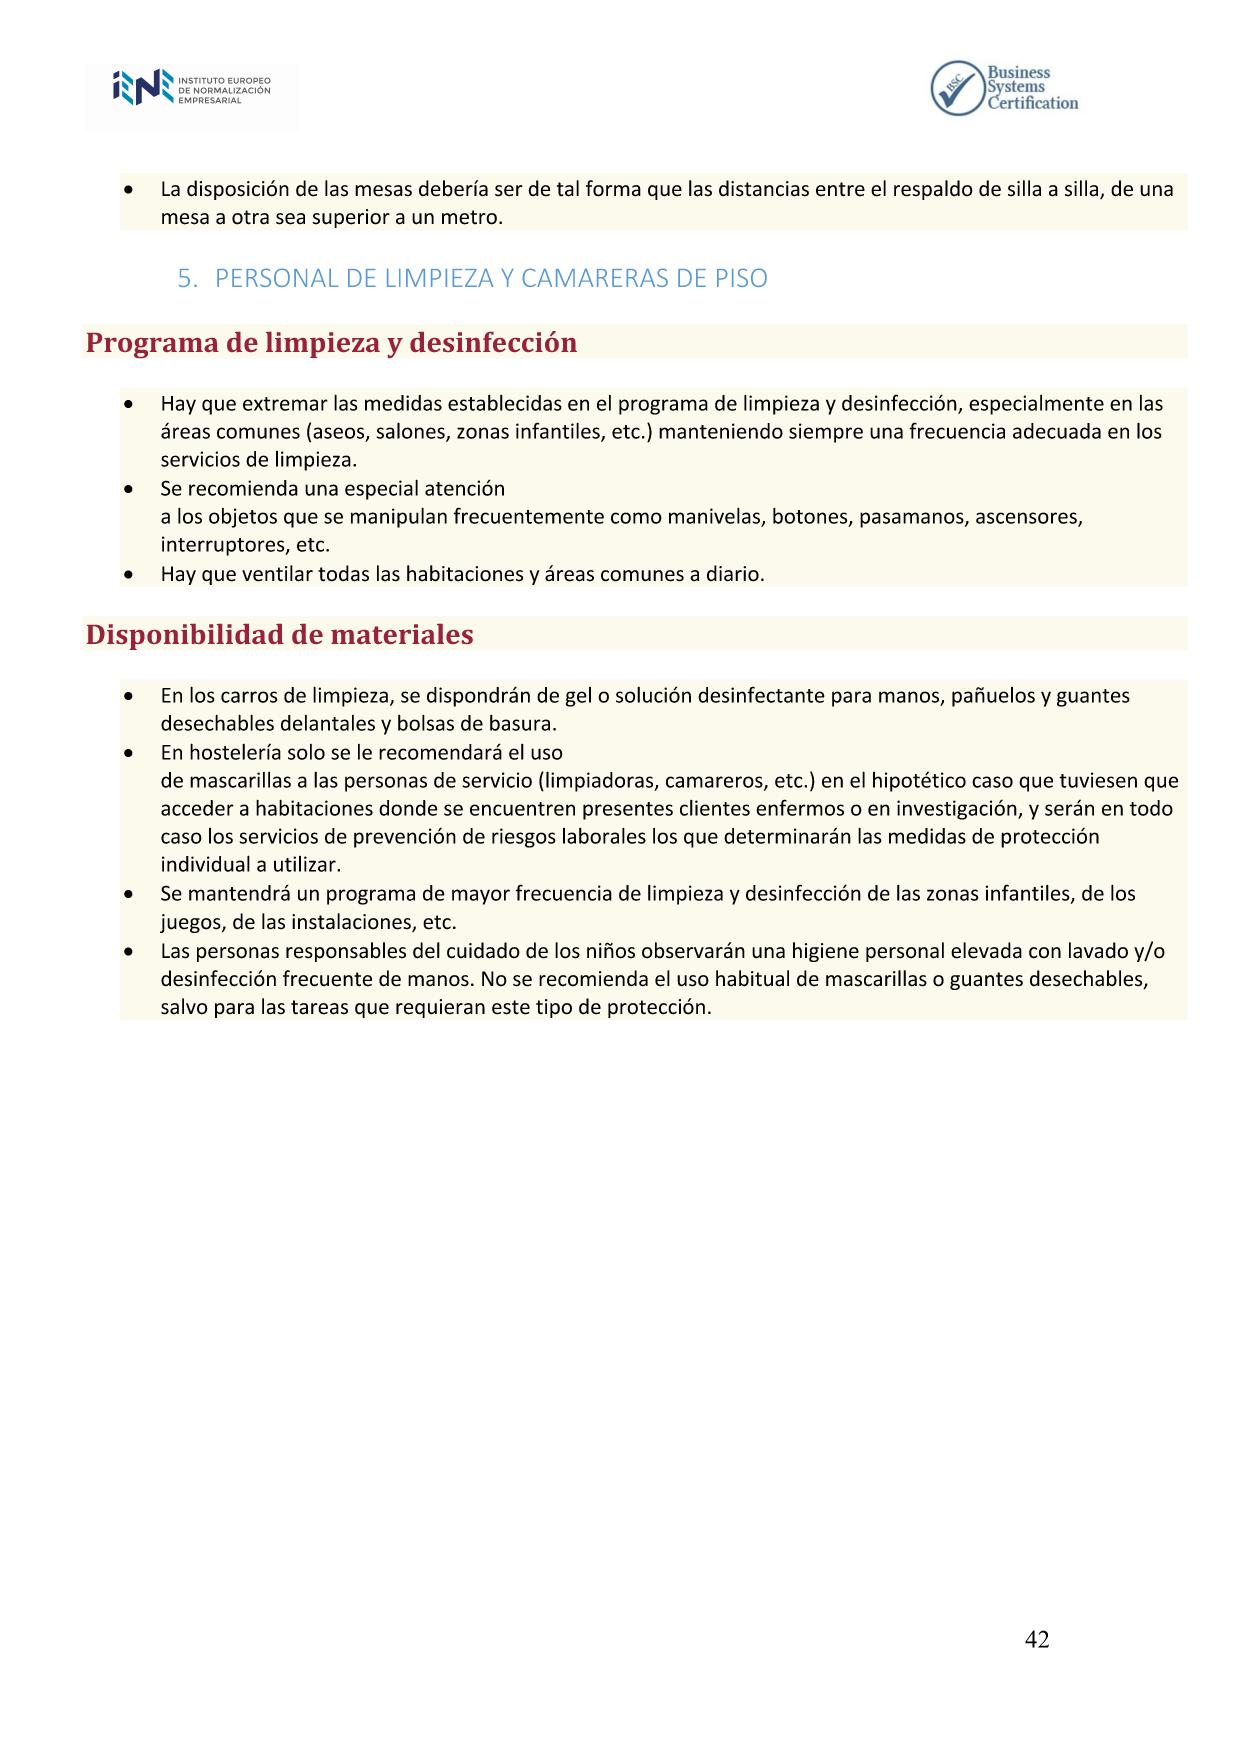 INSTITUTO EUROPEO
DE NORMALIZACIÓN
EMPRESARIAL
iENE
BSC
Business
Systems
Certification
• La disposición de las mesas debería ser de tal forma que las distancias entre el respaldo de silla a silla, de una
mesa a otra sea superior a un metro.
5. PERSONAL DE LIMPIEZA Y CAMARERAS DE PISO
Programa de limpieza y desinfección
• Hay que extremar las medidas establecidas en el programa de limpieza y desinfección, especialmente en las
áreas comunes (aseos, salones, zonas infantiles, etc.) manteniendo siempre una frecuencia adecuada en los
servicios de limpieza.
• Se recomienda una especial atención
a los objetos que se manipulan frecuentemente como manivelas, botones, pasamanos, ascensores,
interruptores, etc.
• Hay que ventilar todas las habitaciones y áreas comunes a diario.
Disponibilidad de materiales
• En los carros de limpieza, se dispondrán de gel o solución desinfectante para manos, pañuelos y guantes
desechables delantales y bolsas de basura.
• En hostelería solo se le recomendará el uso
de mascarillas a las personas de servicio (limpiadoras, camareros, etc.) en el hipotético caso que tuviesen que
acceder a habitaciones donde se encuentren presentes clientes enfermos o en investigación, y serán en todo
caso los servicios de prevención de riesgos laborales los que determinarán las medidas de protección
individual a utilizar.
• Se mantendrá un programa de mayor frecuencia de limpieza y desinfección de las zonas infantiles, de los
juegos, de las instalaciones, etc.
• Las personas responsables del cuidado de los niños observarán una higiene personal elevada con lavado y/o
desinfección frecuente de manos. No se recomienda el uso habitual de mascarillas o guantes desechables,
salvo para las tareas que requieran este tipo de protección.
42